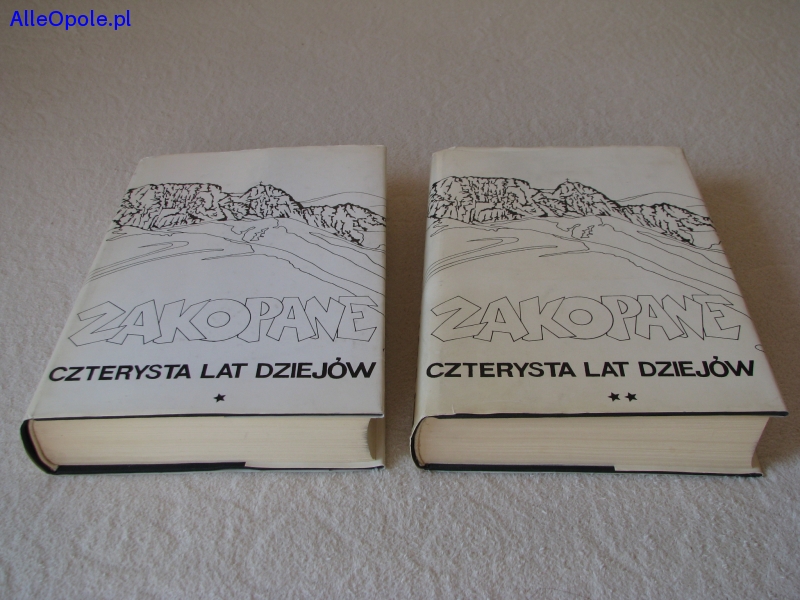 AlleOpole.pl
ZAKOPANE
CZTERYSTA LAT DZIEJÓW
★
ZAKOPANE
CZTERYSTA LAT DZIEJÓW
★★